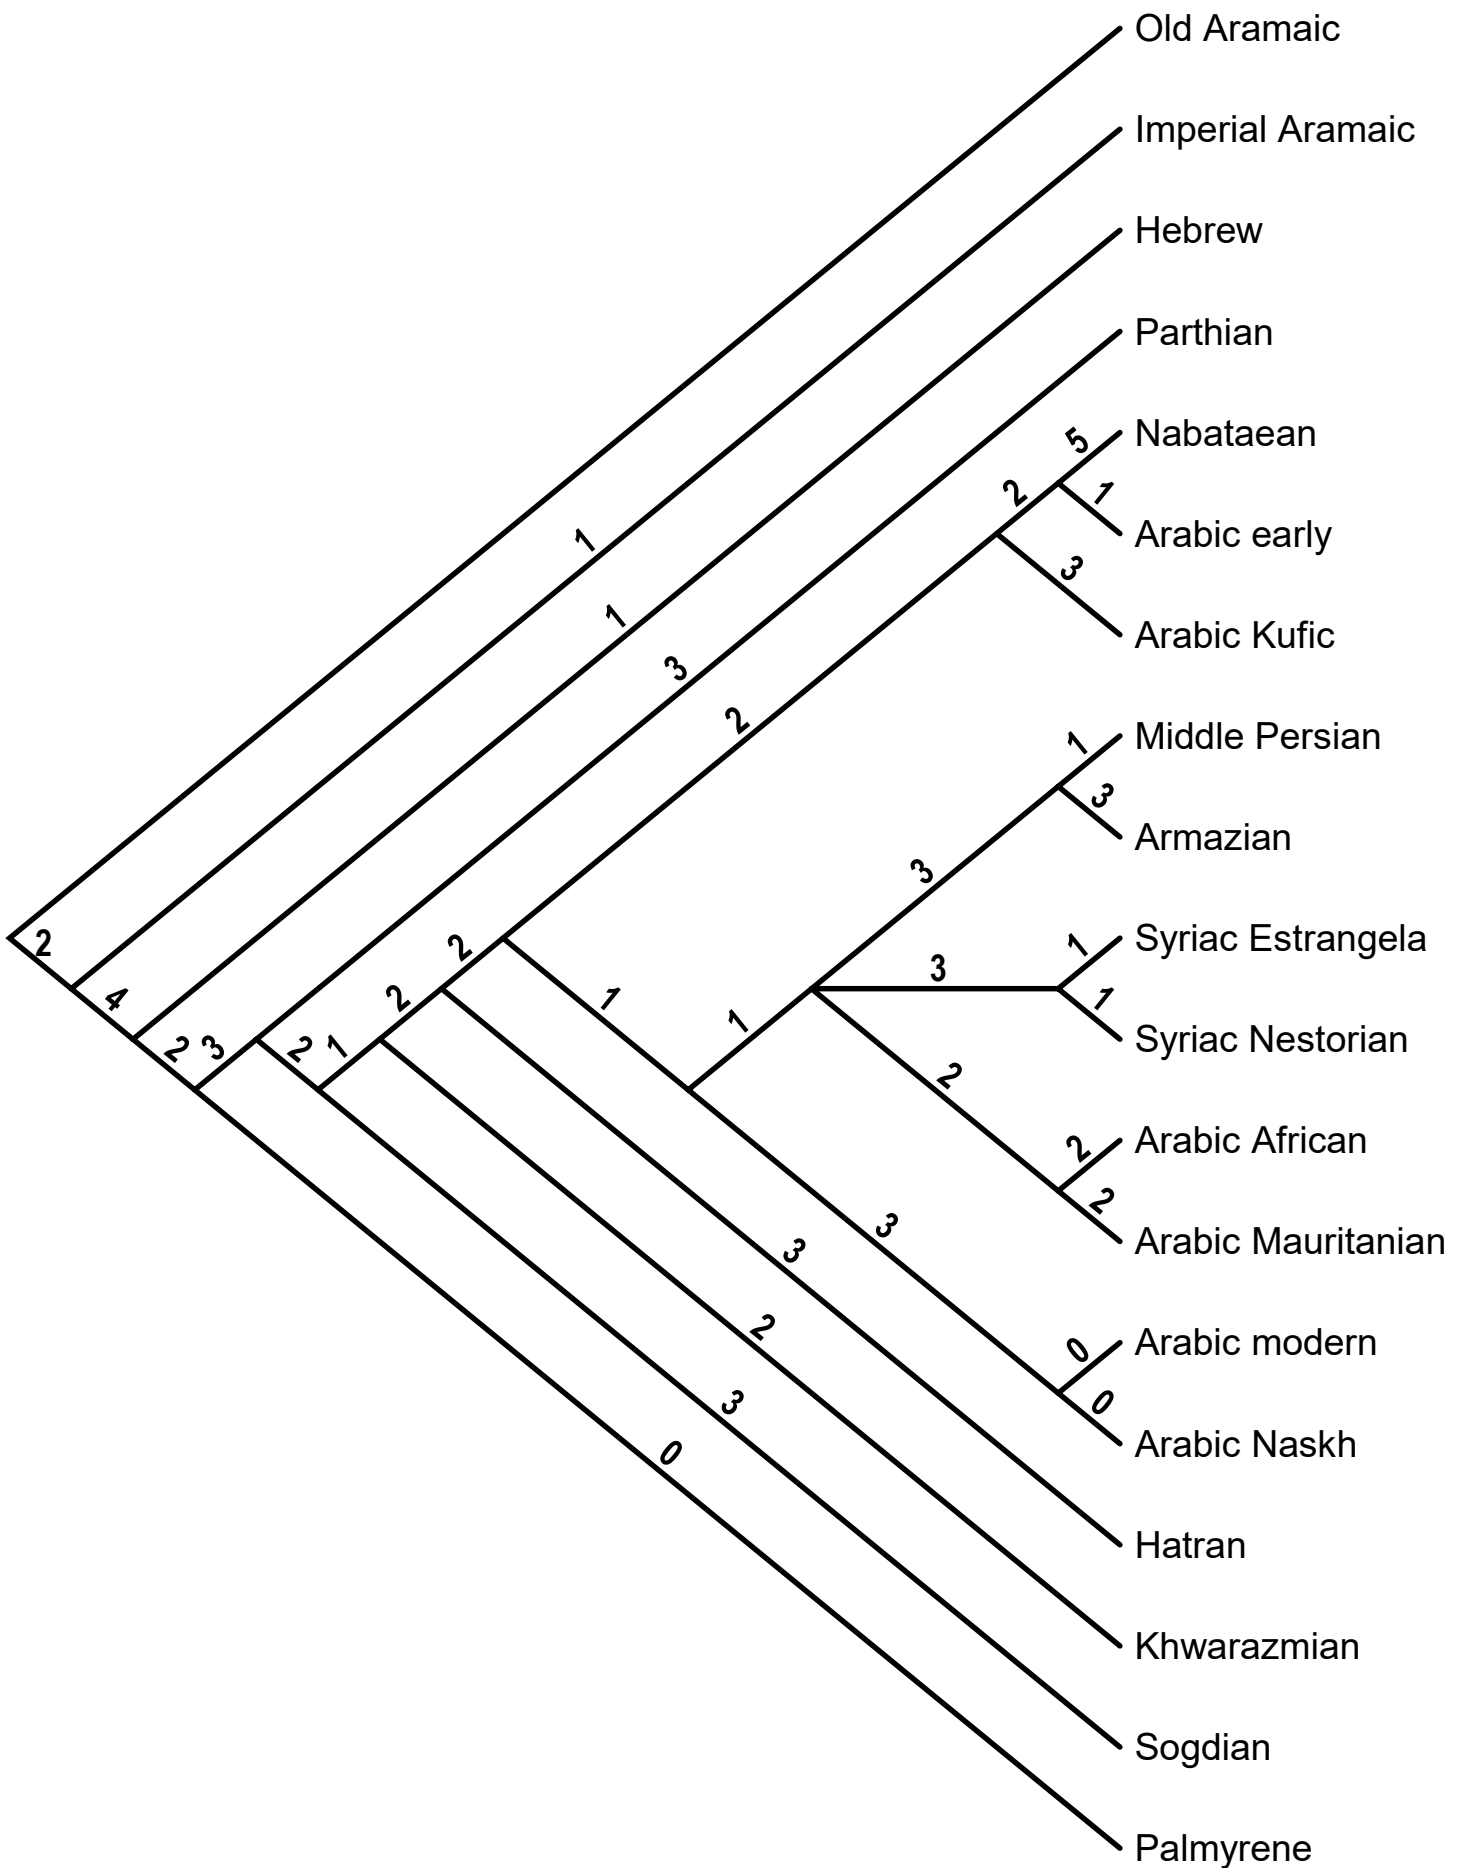 Old Aramaic
Imperial Aramaic
Hebrew
Parthian
5
Nabataean
2
1
Arabic early
1
3
Arabic Kufic
1
3
2
1
Middle Persian
3
Armazian
3
2
2
1
Syriac Estrangela
3
4
2
1
1
Syriac Nestorian
2
3
2
1
1
2
2
Arabic African
2
Arabic Mauritanian
3
3
2
0
Arabic modern
3
0
Arabic Naskh
0
Hatran
Khwarazmian
Sogdian
Palmyrene